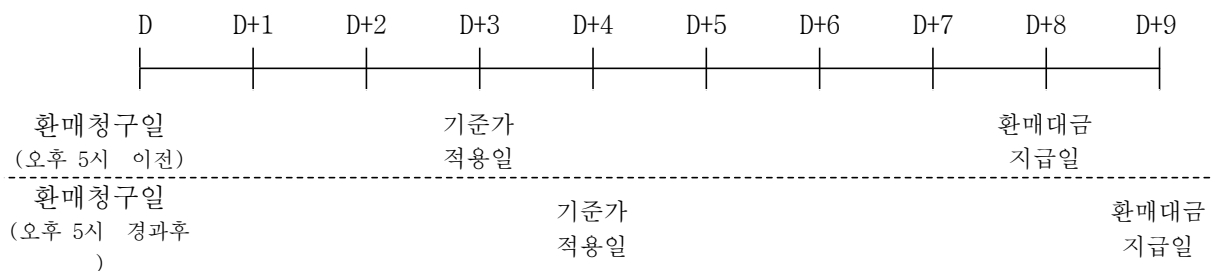 D D+1 D+2 D+3 D+4 D+5 D+6 D+7 D+8 D+9
환매청구일 기준가 환매대금
(오후 5시 이전) 적용일 지급일
환매청구일 기준가 환매대금
(오후 5시 경과후 적용일 지급일
)